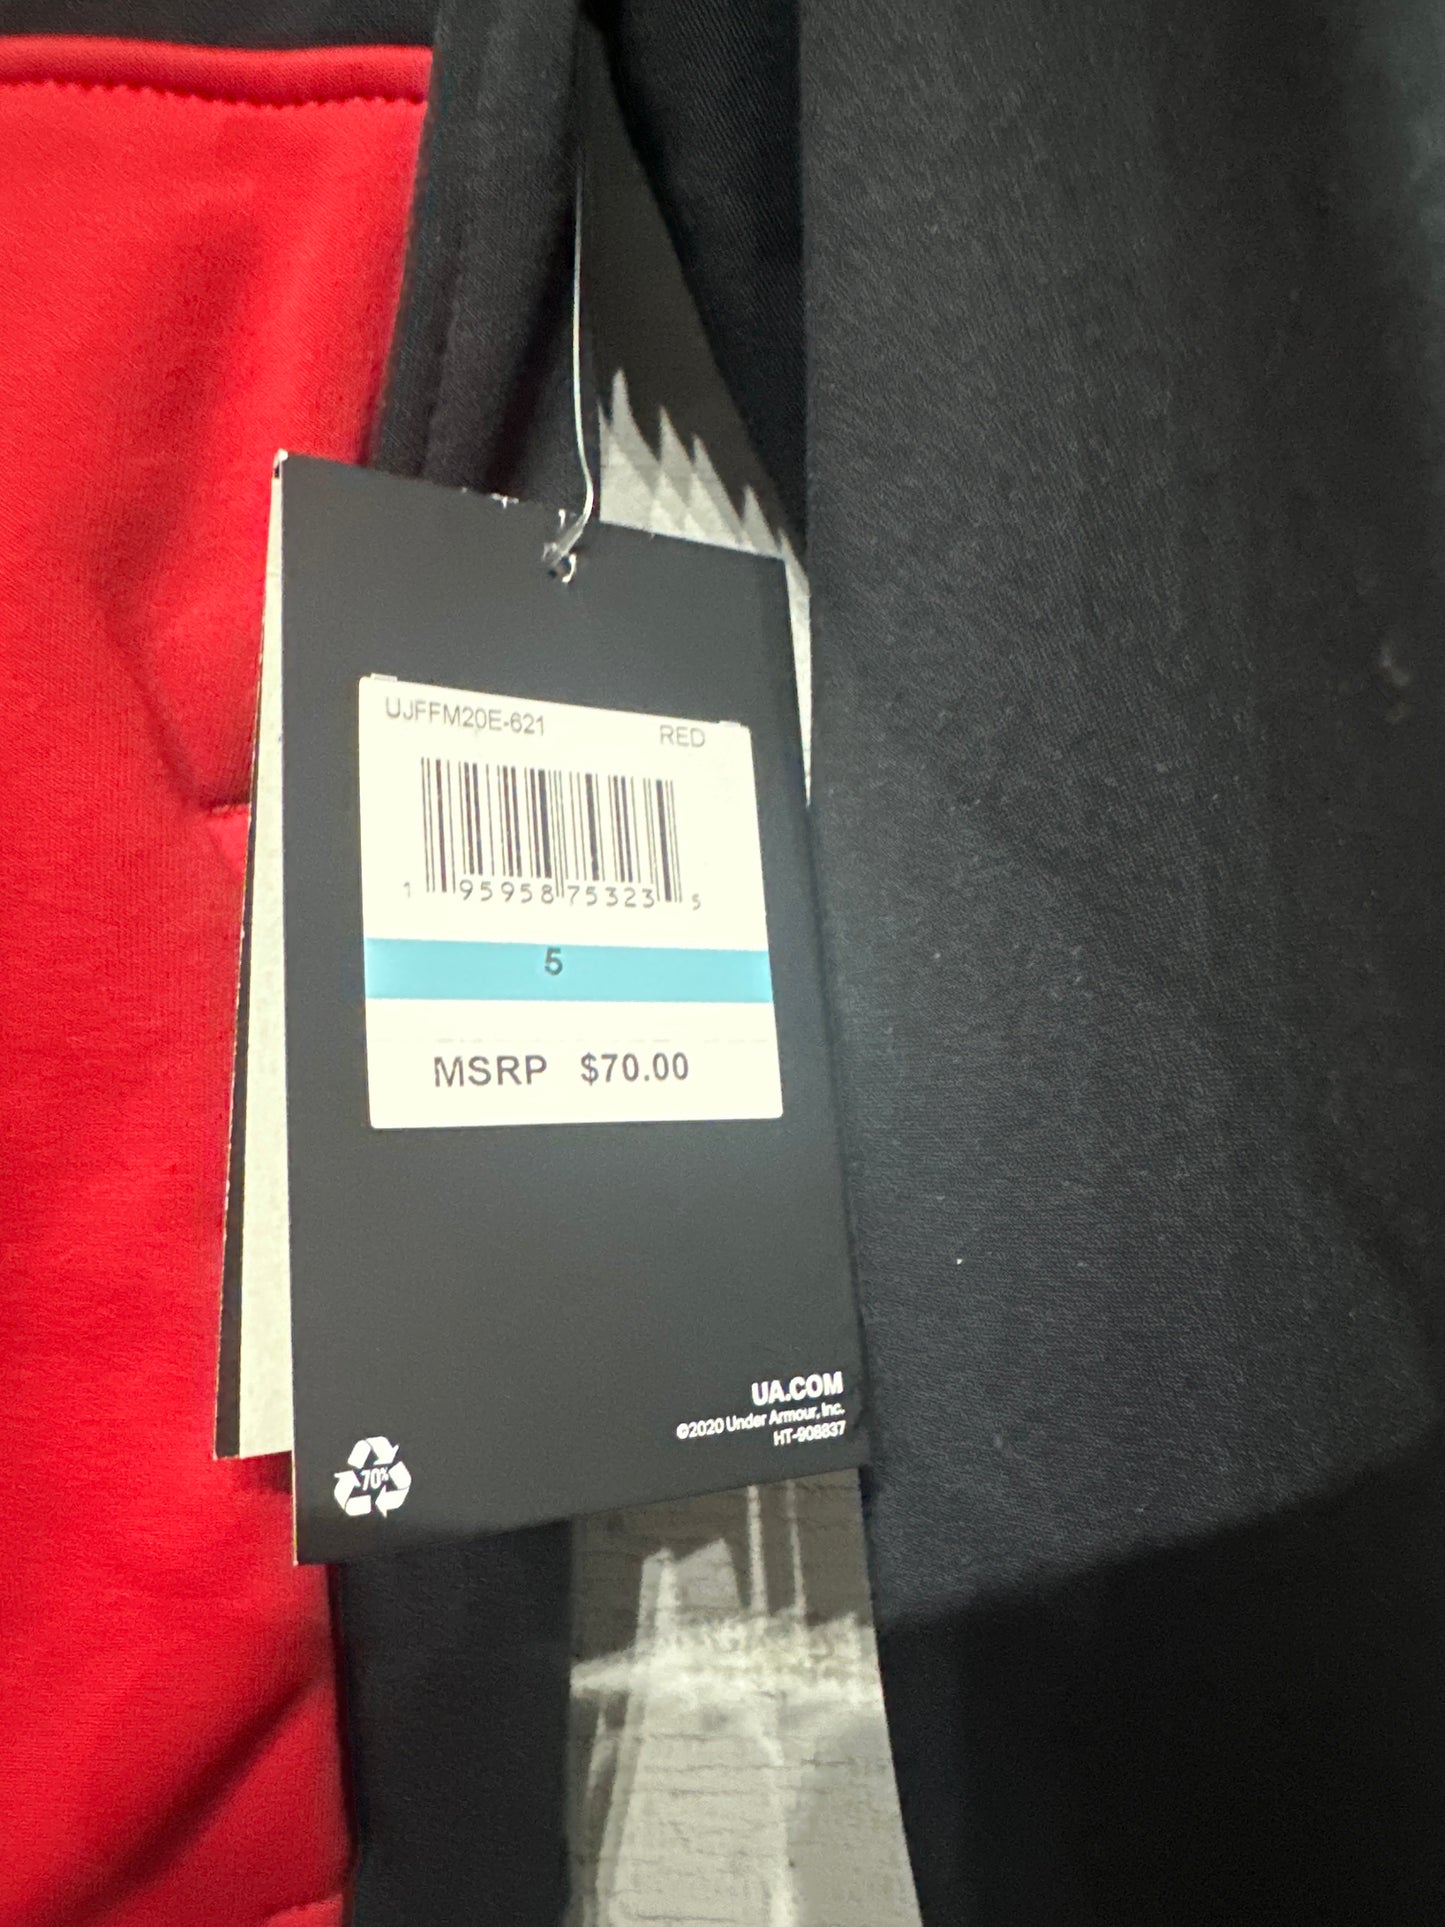 UJFFM20E-621 RED
1 95958 75323 5
5
MSRP $70.00
UA.COM
©2020 Under Armour, Inc.
HT-908837
70%